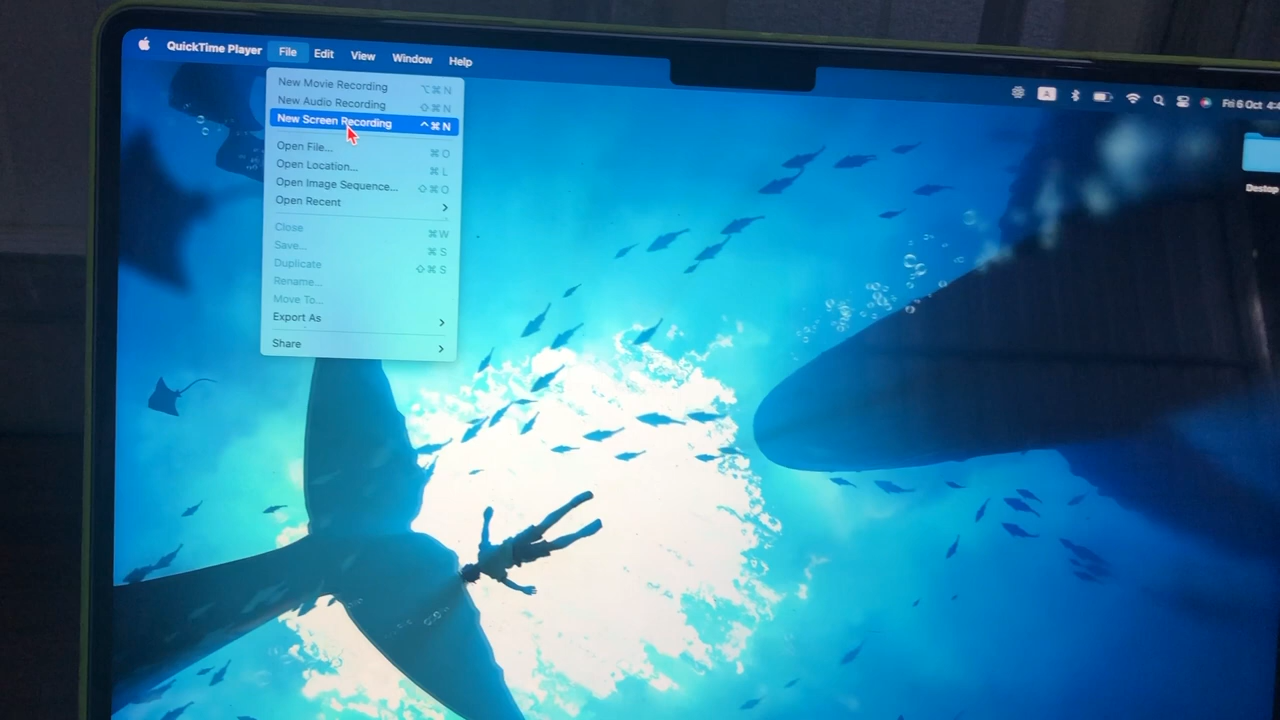 QuickTime Player File Edit View Window Help
A Fri 6 Oct
New Movie Recording ⌥⌘N
New Audio Recording ⇧⌘N
New Screen Recording ^⌘N
Open File... ⌘O
Open Location... ⌘L
Open Image Sequence... ⇧⌘O
Open Recent >
Close ⌘W
Save... ⌘S
Duplicate ⇧⌘S
Rename...
Move To...
Export As >
Share >
Destop